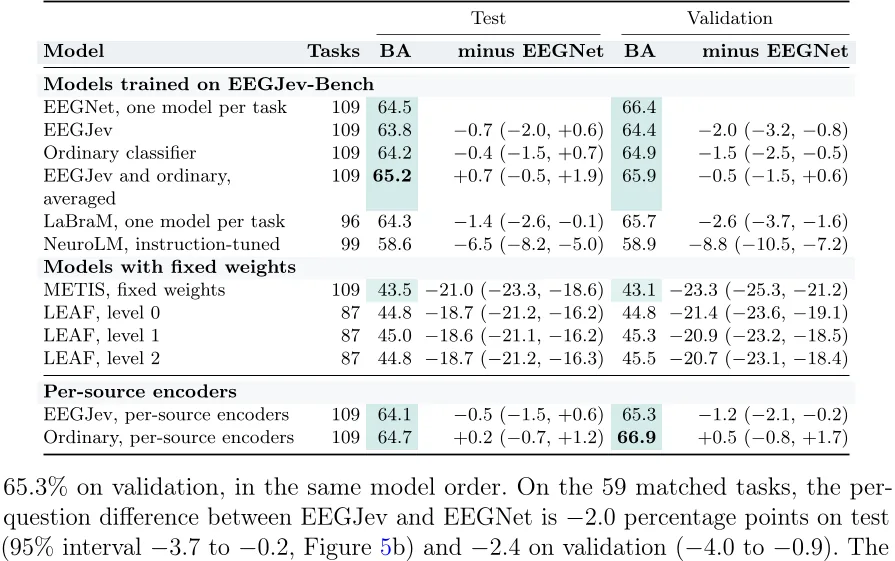 Test Validation
Model Tasks BA minus EEGNet BA minus EEGNet
Models trained on EEGJev-Bench
EEGNet, one model per task 109 64.5 66.4
EEGJev 109 63.8 −0.7 (−2.0, +0.6) 64.4 −2.0 (−3.2, −0.8)
Ordinary classifier 109 64.2 −0.4 (−1.5, +0.7) 64.9 −1.5 (−2.5, −0.5)
EEGJev and ordinary, 109 65.2 +0.7 (−0.5, +1.9) 65.9 −0.5 (−1.5, +0.6)
averaged
LaBraM, one model per task 96 64.3 −1.4 (−2.6, −0.1) 65.7 −2.6 (−3.7, −1.6)
NeuroLM, instruction-tuned 99 58.6 −6.5 (−8.2, −5.0) 58.9 −8.8 (−10.5, −7.2)
Models with fixed weights
METIS, fixed weights 109 43.5 −21.0 (−23.3, −18.6) 43.1 −23.3 (−25.3, −21.2)
LEAF, level 0 87 44.8 −18.7 (−21.2, −16.2) 44.8 −21.4 (−23.6, −19.1)
LEAF, level 1 87 45.0 −18.6 (−21.1, −16.2) 45.3 −20.9 (−23.2, −18.5)
LEAF, level 2 87 44.8 −18.7 (−21.2, −16.3) 45.5 −20.7 (−23.1, −18.4)
Per-source encoders
EEGJev, per-source encoders 109 64.1 −0.5 (−1.5, +0.6) 65.3 −1.2 (−2.1, −0.2)
Ordinary, per-source encoders 109 64.7 +0.2 (−0.7, +1.2) 66.9 +0.5 (−0.8, +1.7)
65.3% on validation, in the same model order. On the 59 matched tasks, the per-
question difference between EEGJev and EEGNet is −2.0 percentage points on test
(95% interval −3.7 to −0.2, Figure 5b) and −2.4 on validation (−4.0 to −0.9). The